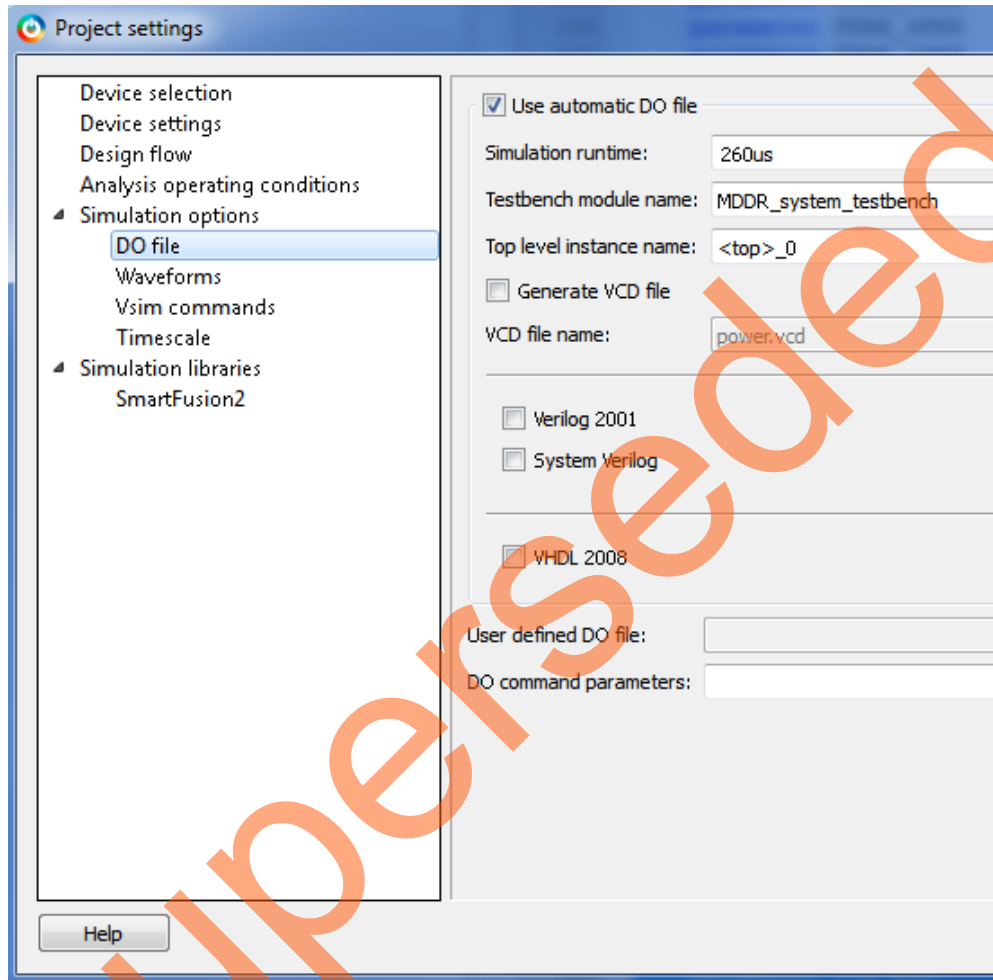 Project settings
Device selection
Device settings
Design flow
Analysis operating conditions
Simulation options
DO file
Waveforms
Vsim commands
Timescale
Simulation libraries
SmartFusion2
Use automatic DO file
Simulation runtime: 260us
Testbench module name: MDDR_system_testbench
Top level instance name: <top>_0
Generate VCD file
VCD file name: power.vcd
Verilog 2001
System Verilog
VHDL 2008
User defined DO file:
DO command parameters:
Help
uperseded